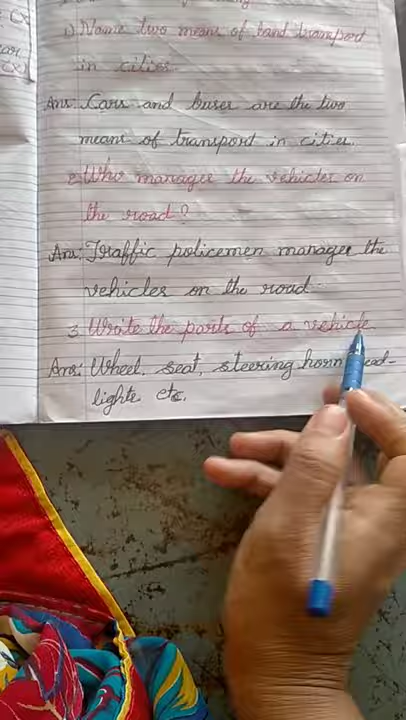 1) Name two means of land transport
in cities.
Ans: Cars and buses are the two
means of transport in cities.
2. Who manages the vehicles on
the road?
Ans: Traffic policemen manages the
vehicles on the road.
3. Write the parts of a vehicle
Ans: Wheel, seat, steering horn
lights etc.